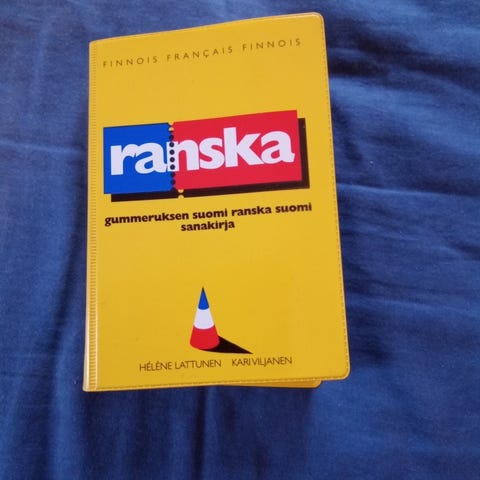 FINNOIS FRANÇAIS FINNOIS
ranska
gummeruksen suomi ranska suomi
sanakirja
HÉLÈNE LATTUNEN KARI VILJANEN